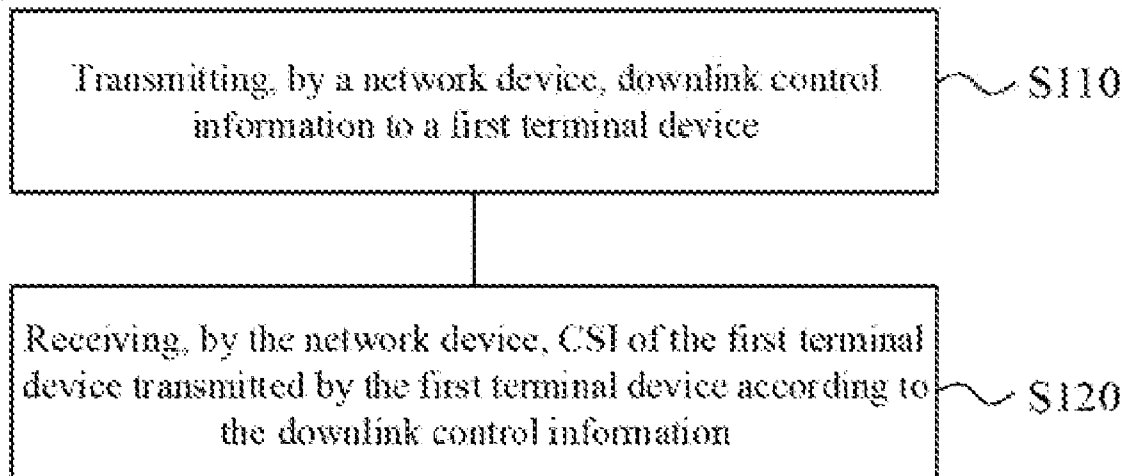 Transmitting, by a network device, downlink control
information to a first terminal device
S110
Receiving, by the network device, CSI of the first terminal
device transmitted by the first terminal device according to
the downlink control information
S120